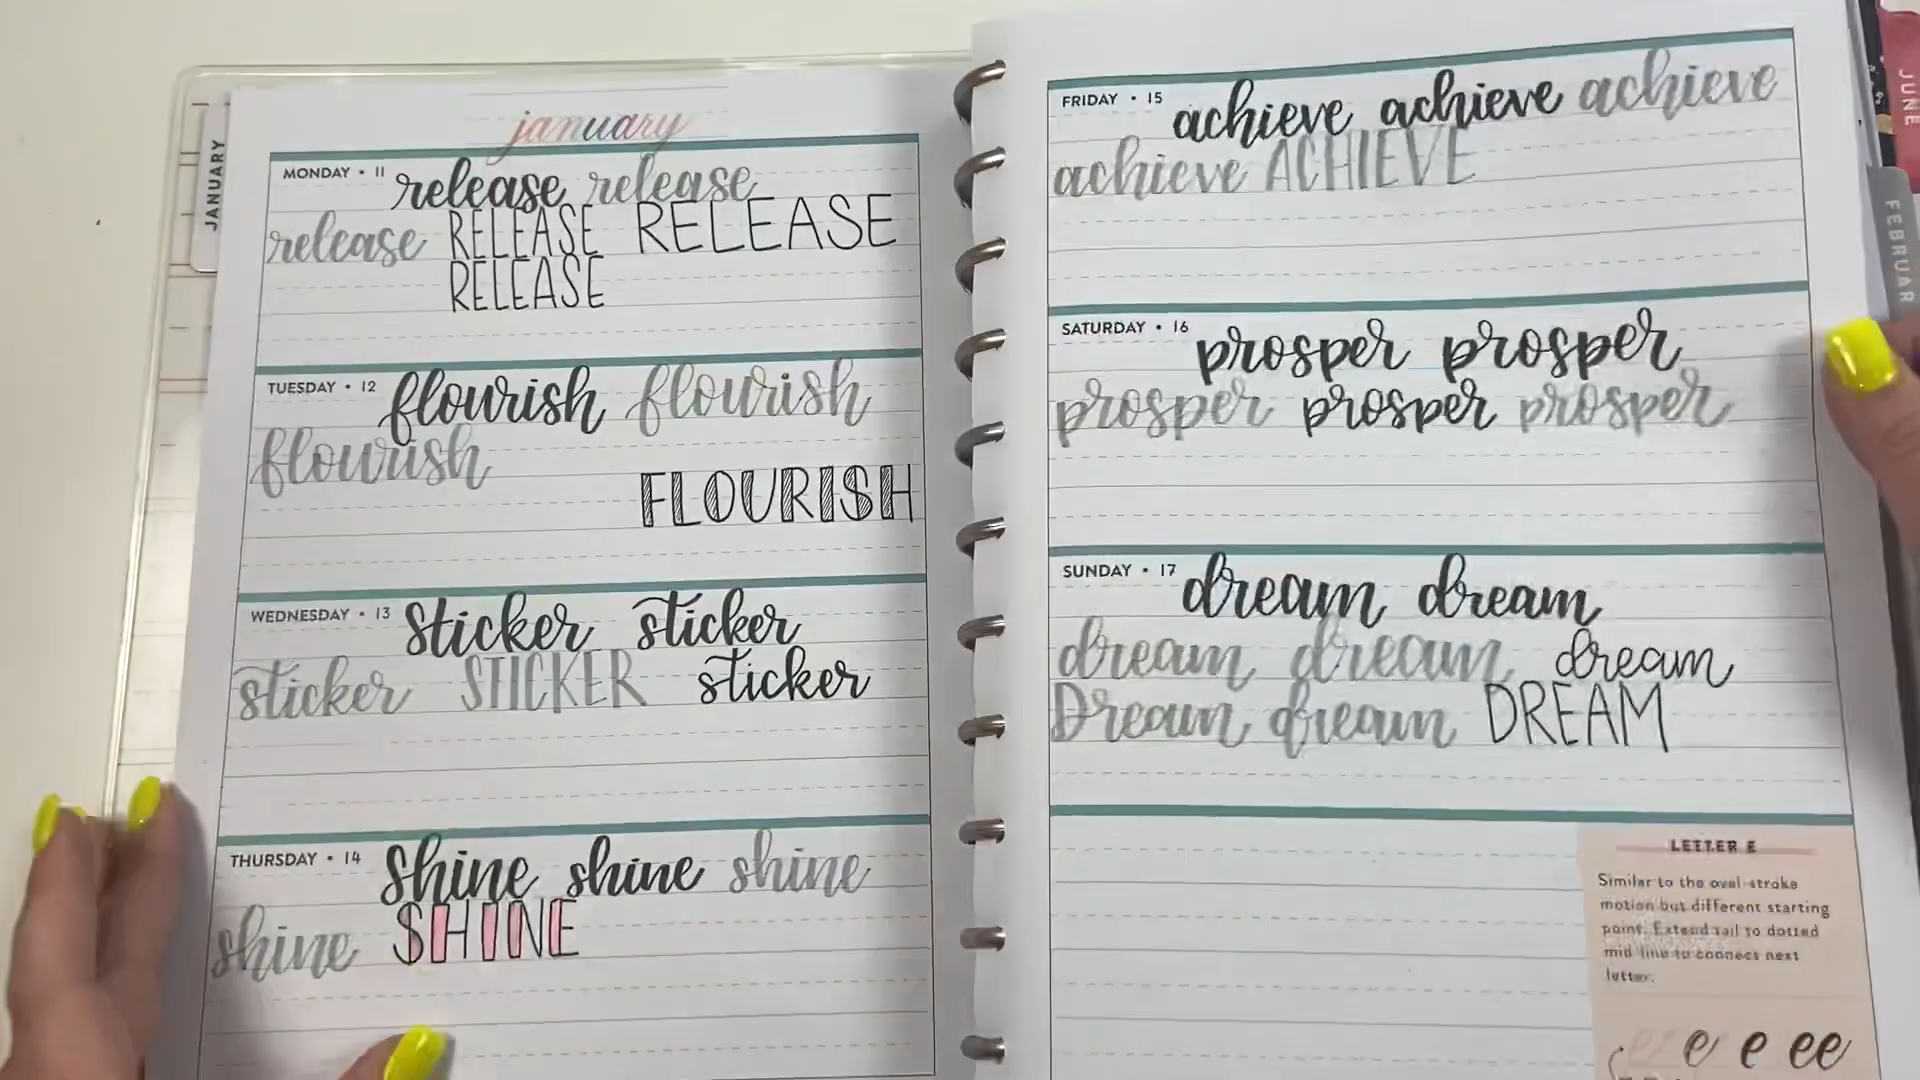 january
JANUARY
MONDAY • 11 release release
release RELEASE RELEASE
RELEASE
TUESDAY • 12 flourish flourish
flourish
FLOURISH
WEDNESDAY • 13 sticker sticker
sticker STICKER sticker
THURSDAY • 14 shine shine shine
shine SHINE
FRIDAY • 15 achieve achieve achieve
achieve ACHIEVE
SATURDAY • 16 prosper prosper
prosper prosper prosper
SUNDAY • 17 dream dream
dream dream dream
Dream dream DREAM
LETTER E
Similar to the oval-stroke
motion but different starting
point. Extend tail to dotted
mid-line to connect next
letter.
e e ee
JUNE
FEBRUAR